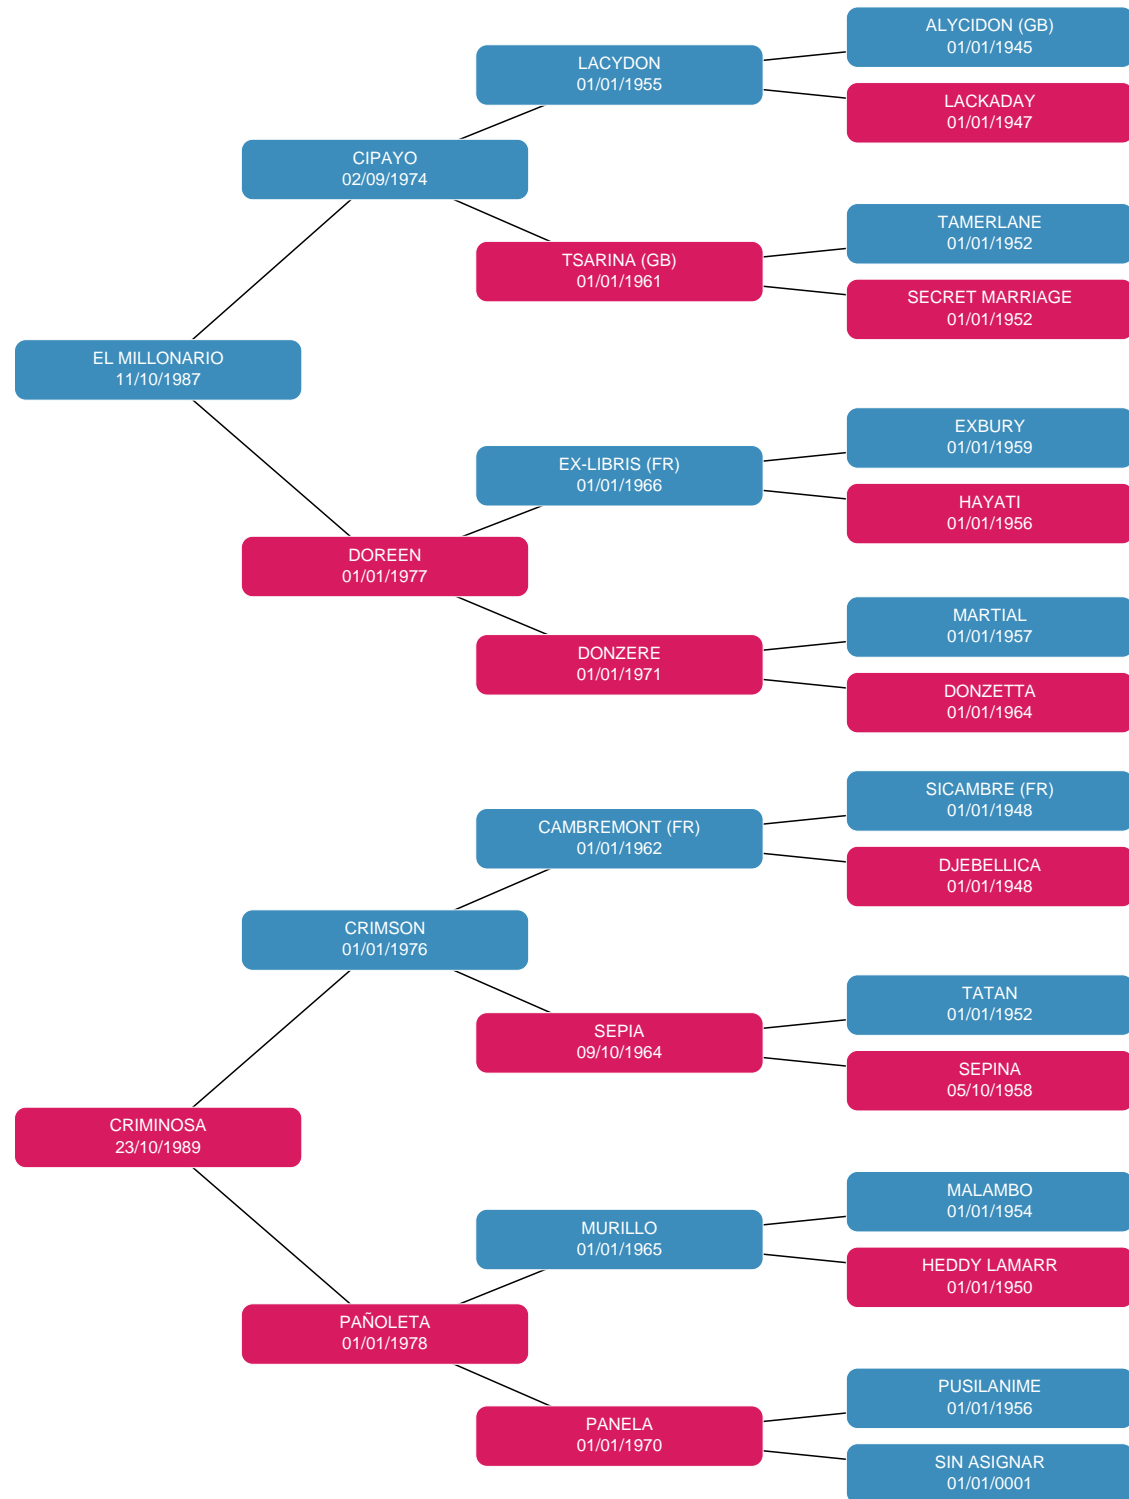 ALYCIDON (GB)
01/01/1945
LACYDON
01/01/1955
LACKADAY
01/01/1947
CIPAYO
02/09/1974
TAMERLANE
01/01/1952
TSARINA (GB)
01/01/1961
SECRET MARRIAGE
01/01/1952
EL MILLONARIO
11/10/1987
EXBURY
01/01/1959
EX-LIBRIS (FR)
01/01/1966
HAYATI
01/01/1956
DOREEN
01/01/1977
MARTIAL
01/01/1957
DONZERE
01/01/1971
DONZETTA
01/01/1964
SICAMBRE (FR)
01/01/1948
CAMBREMONT (FR)
01/01/1962
DJEBELLICA
01/01/1948
CRIMSON
01/01/1976
TATAN
01/01/1952
SEPIA
09/10/1964
SEPINA
05/10/1958
CRIMINOSA
23/10/1989
MALAMBO
01/01/1954
MURILLO
01/01/1965
HEDDY LAMARR
01/01/1950
PAÑOLETA
01/01/1978
PUSILANIME
01/01/1956
PANELA
01/01/1970
SIN ASIGNAR
01/01/0001